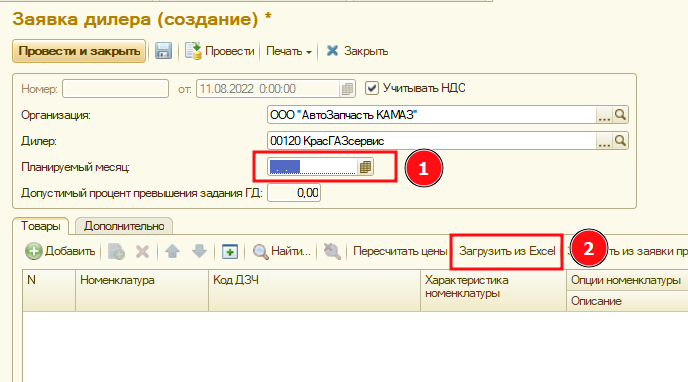 Заявка дилера (создание) *
Провести и закрыть Провести Печать Закрыть
Номер: от: 11.08.2022 0:00:00 Учитывать НДС
Организация: ООО "АвтоЗапчасть КАМАЗ" ...
Дилер: 00120 КрасГАЗсервис ...
Планируемый месяц: . . 1
Допустимый процент превышения задания ГД: 0,00
Товары Дополнительно
Добавить Найти... Пересчитать цены Загрузить из Excel 2 ть из заявки пр
N Номенклатура Код ДЗЧ Характеристика номенклатуры Опции номенклатуры
Описание